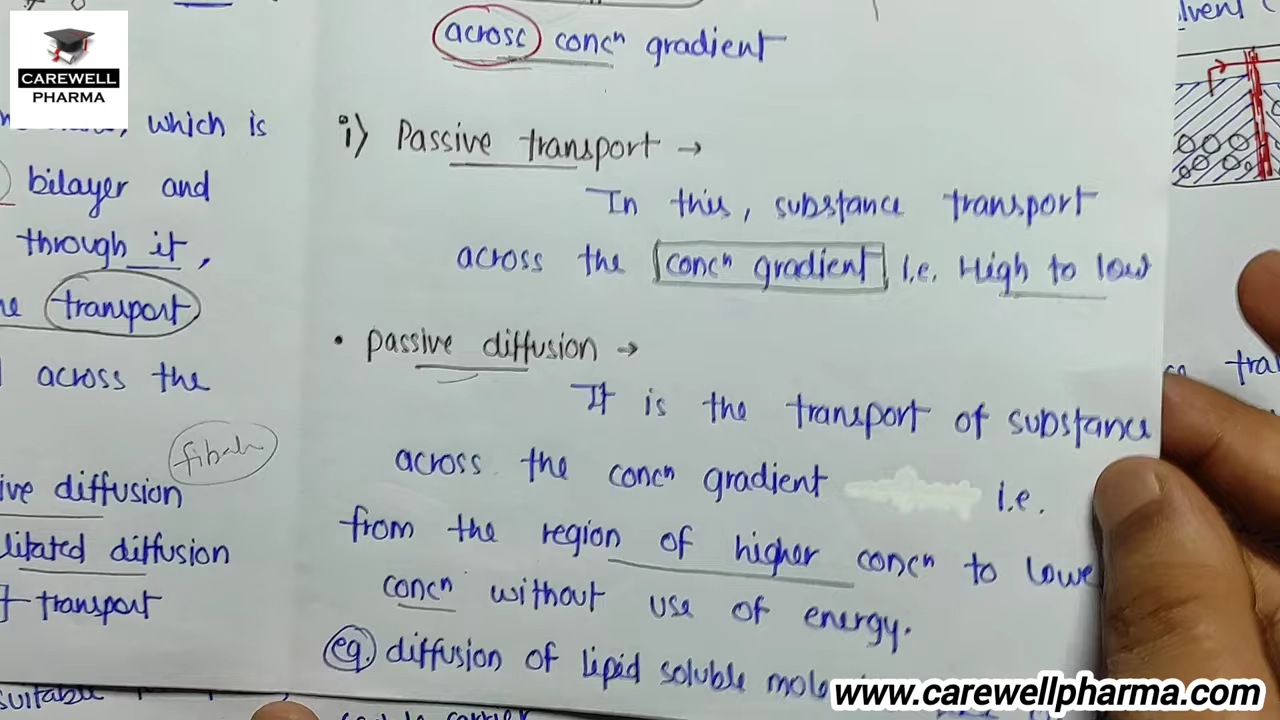 across concⁿ gradient
CAREWELL
PHARMA
which is
bilayer and
through it,
transport
across the
fibah
diffusion
diffusion
transport
i) Passive transport →
In this, substance transport
across the concⁿ gradient i.e. High to low
• passive diffusion →
It is the transport of substance
across the concⁿ gradient i.e.
from the region of higher concⁿ to lowe
concⁿ without use of energy.
eg. diffusion of lipid soluble mole
www.carewellpharma.com